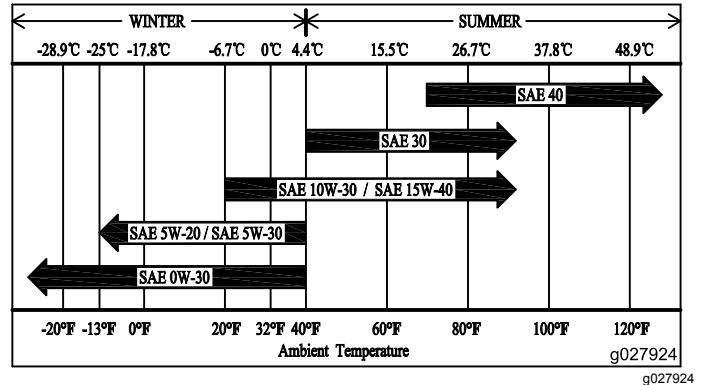 WINTER SUMMER
-28.9℃ -25℃ -17.8℃ -6.7℃ 0℃ 4.4℃ 15.5℃ 26.7℃ 37.8℃ 48.9℃
SAE 40
SAE 30
SAE 10W-30 / SAE 15W-40
SAE 5W-20 / SAE 5W-30
SAE 0W-30
-20°F -13°F 0°F 20°F 32°F 40°F 60°F 80°F 100°F 120°F
Ambient Temperature
g027924
g027924